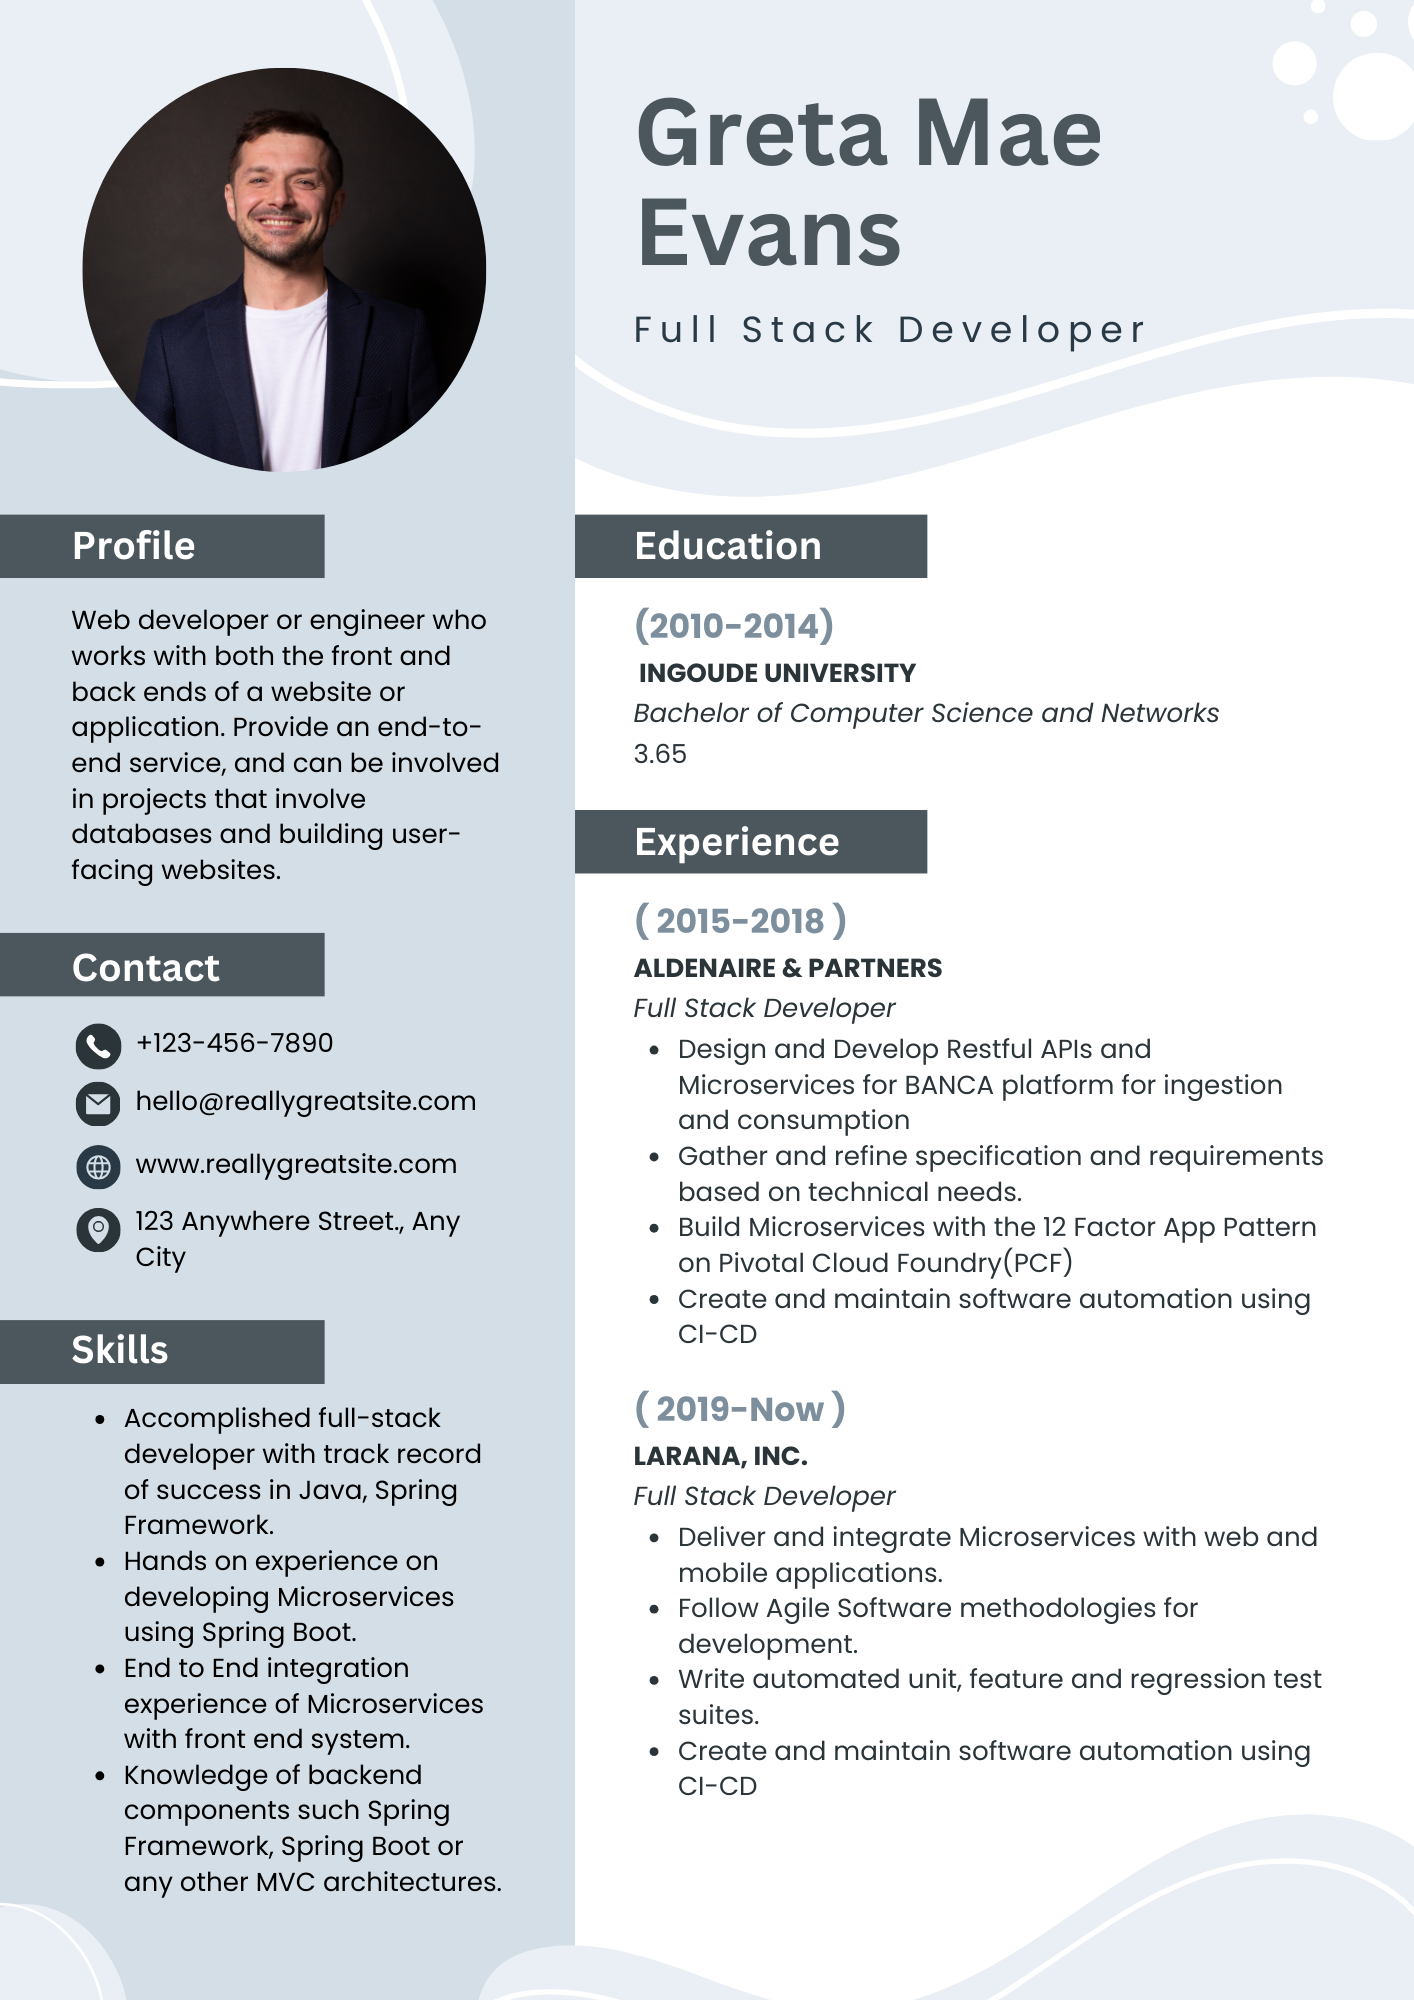 Greta Mae
Evans
Full Stack Developer
Profile
Web developer or engineer who
works with both the front and
back ends of a website or
application. Provide an end-to-
end service, and can be involved
in projects that involve
databases and building user-
facing websites.
Contact
+123-456-7890
hello@reallygreatsite.com
www.reallygreatsite.com
123 Anywhere Street., Any
City
Skills
• Accomplished full-stack
developer with track record
of success in Java, Spring
Framework.
• Hands on experience on
developing Microservices
using Spring Boot.
• End to End integration
experience of Microservices
with front end system.
• Knowledge of backend
components such Spring
Framework, Spring Boot or
any other MVC architectures.
Education
(2010-2014)
INGOUDE UNIVERSITY
Bachelor of Computer Science and Networks
3.65
Experience
( 2015-2018 )
ALDENAIRE & PARTNERS
Full Stack Developer
• Design and Develop Restful APIs and
Microservices for BANCA platform for ingestion
and consumption
• Gather and refine specification and requirements
based on technical needs.
• Build Microservices with the 12 Factor App Pattern
on Pivotal Cloud Foundry(PCF)
• Create and maintain software automation using
CI-CD
( 2019-Now )
LARANA, INC.
Full Stack Developer
• Deliver and integrate Microservices with web and
mobile applications.
• Follow Agile Software methodologies for
development.
• Write automated unit, feature and regression test
suites.
• Create and maintain software automation using
CI-CD